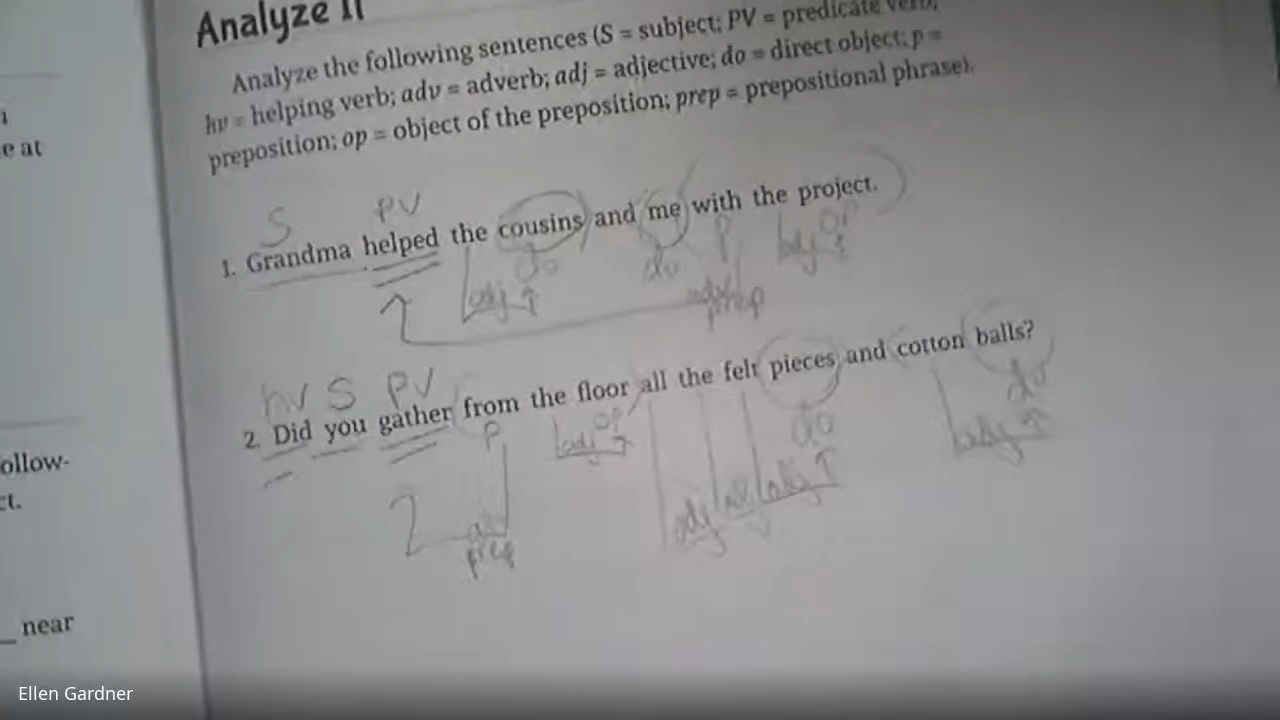 Analyze It
Analyze the following sentences (S = subject; PV = predicate verb;
hv = helping verb; adv = adverb; adj = adjective; do = direct object; p =
preposition; op = object of the preposition; prep = prepositional phrase).
S PV
1. Grandma helped the cousins and me with the project.
adj do do p adj op
adv
prep
hv S PV
2. Did you gather from the floor all the felt pieces and cotton balls?
p adj op do adj do
adj adj adj
prep
e at
ollow-
ct.
near
Ellen Gardner